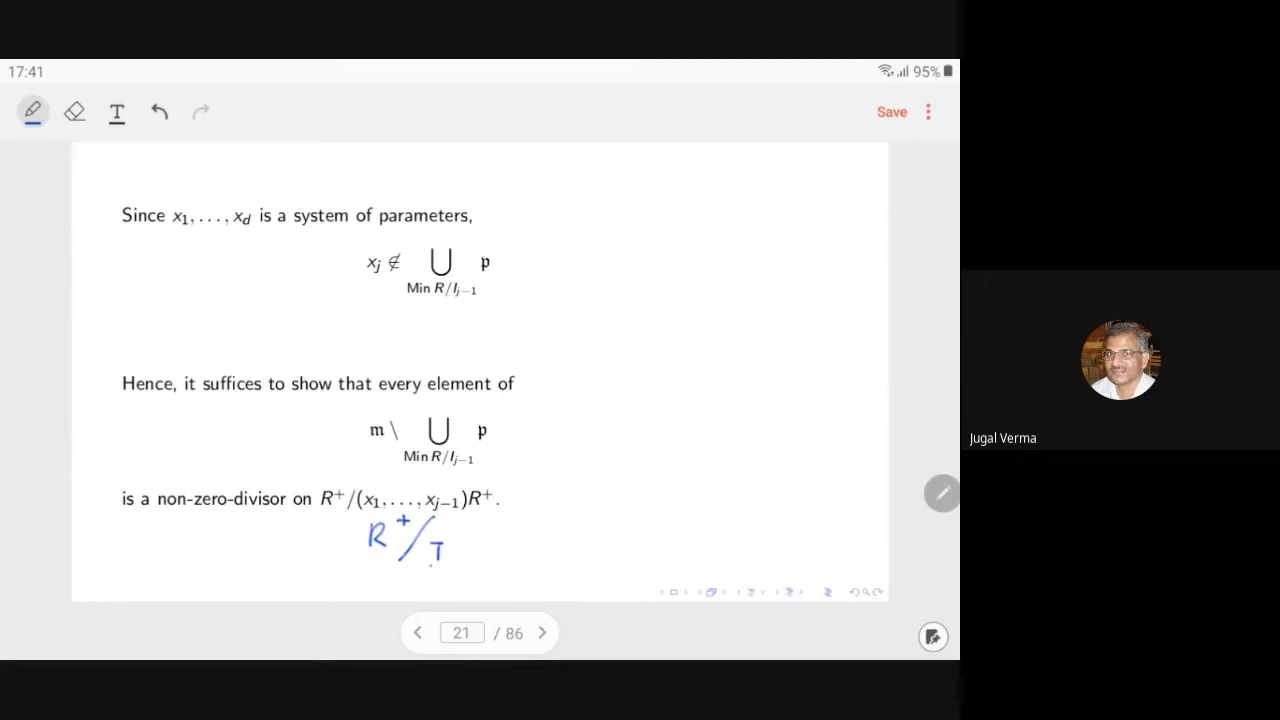 17:41
95%
T
Save
Since x₁, . . . , x_d is a system of parameters,
x_j ∉ ⋃ 𝔭
Min R/I_{j−1}
Hence, it suffices to show that every element of
𝔪 \ ⋃ 𝔭
Min R/I_{j−1}
is a non-zero-divisor on R⁺/(x₁, . . . , x_{j−1})R⁺.
R⁺/I
21 / 86
Jugal Verma